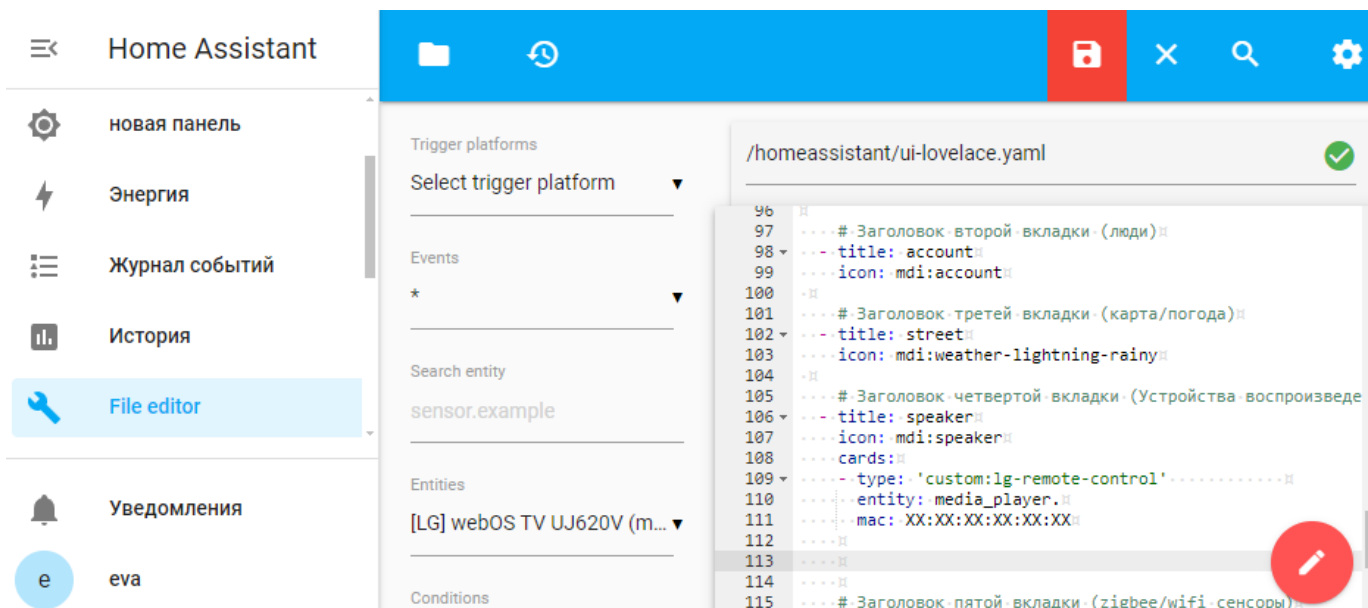 Home Assistant
новая панель
Энергия
Журнал событий
История
File editor
Уведомления
e
eva
Trigger platforms
Select trigger platform
Events
*
Search entity
sensor.example
Entities
[LG] webOS TV UJ620V (m...
Conditions
/homeassistant/ui-lovelace.yaml
96
97 # Заголовок второй вкладки (люди)
98 - title: account
99 icon: mdi:account
100
101 # Заголовок третей вкладки (карта/погода)
102 - title: street
103 icon: mdi:weather-lightning-rainy
104
105 # Заголовок четвертой вкладки (Устройства воспроизведе
106 - title: speaker
107 icon: mdi:speaker
108 cards:
109 - type: 'custom:lg-remote-control'
110 entity: media_player.
111 mac: XX:XX:XX:XX:XX:XX
112
113
114
115 # Заголовок пятой вкладки (zigbee/wifi сенсоры)